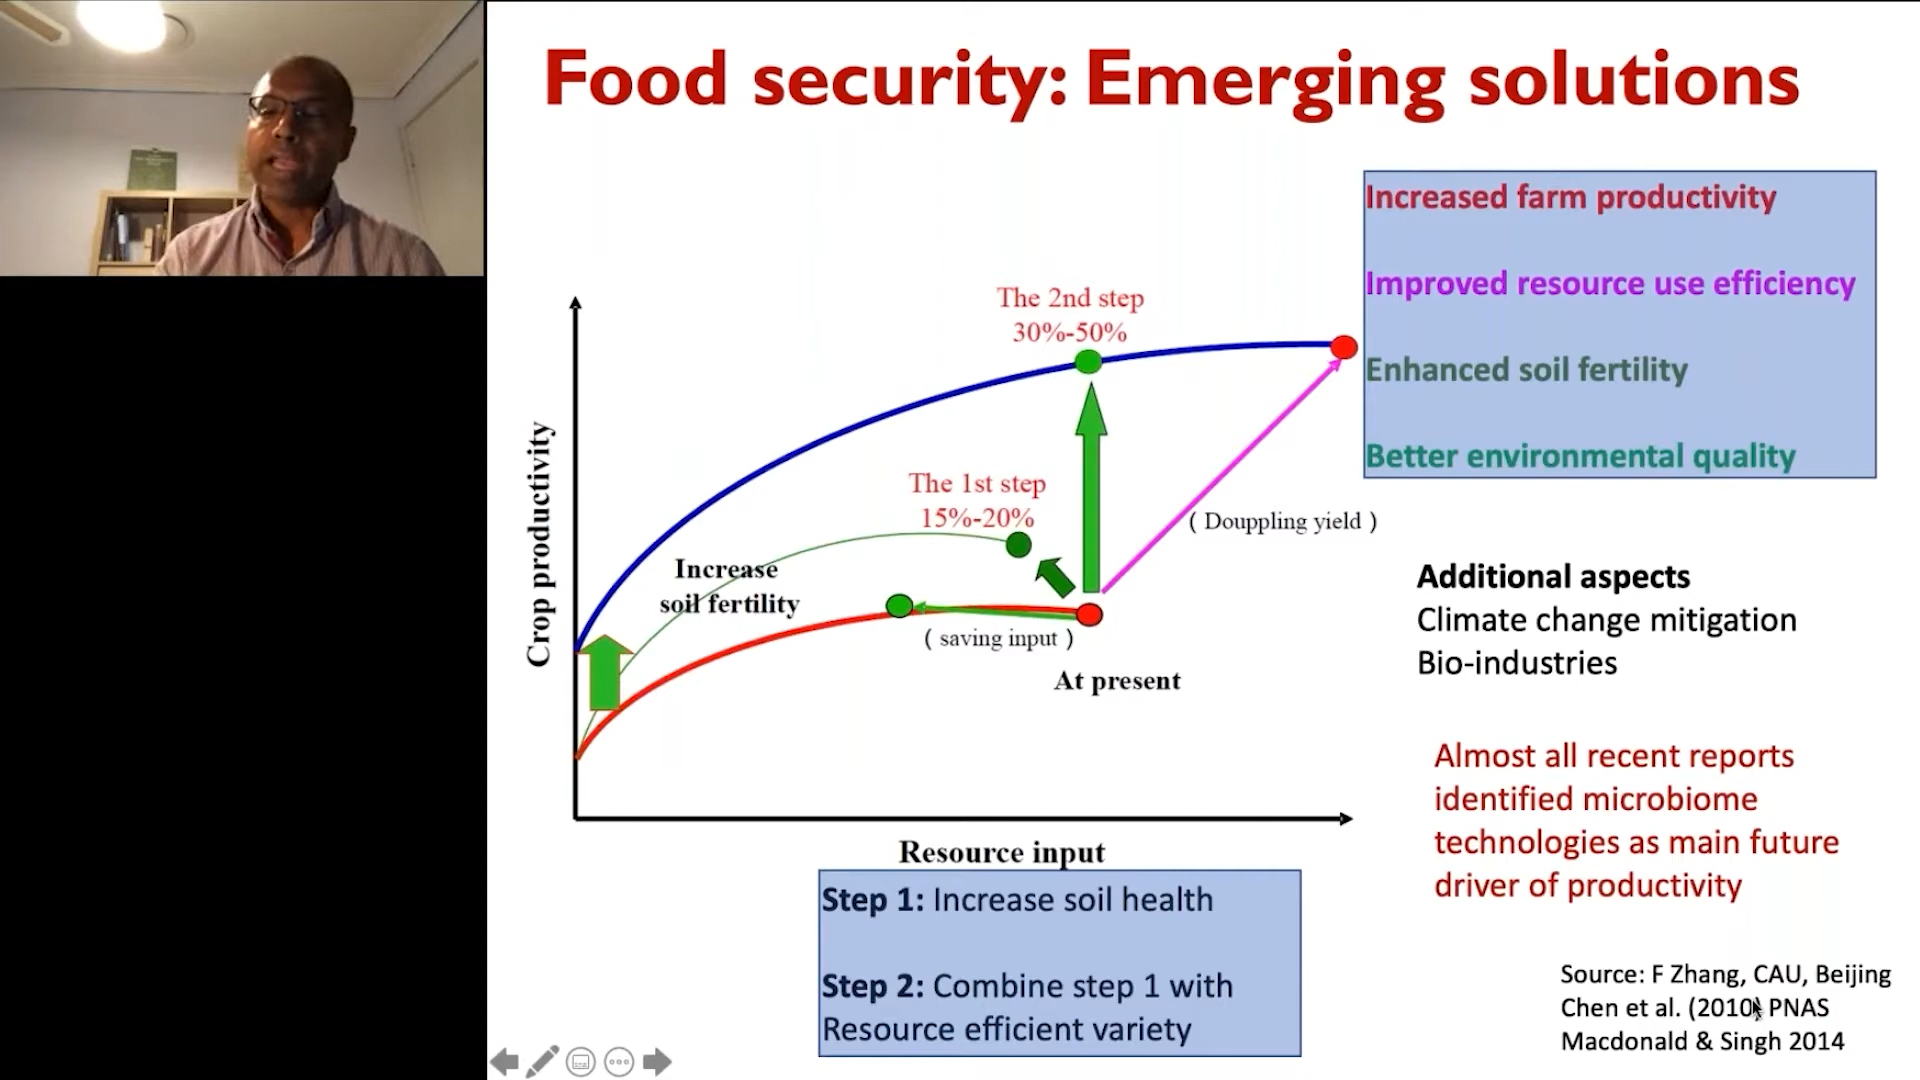 Food security: Emerging solutions
Increased farm productivity
Improved resource use efficiency
Enhanced soil fertility
Better environmental quality
The 2nd step
30%-50%
The 1st step
15%-20%
( Douppling yield )
Increase
soil fertility
( saving input )
At present
Crop productivity
Resource input
Additional aspects
Climate change mitigation
Bio-industries
Almost all recent reports
identified microbiome
technologies as main future
driver of productivity
Step 1: Increase soil health
Step 2: Combine step 1 with
Resource efficient variety
Source: F Zhang, CAU, Beijing
Chen et al. (2010) PNAS
Macdonald & Singh 2014